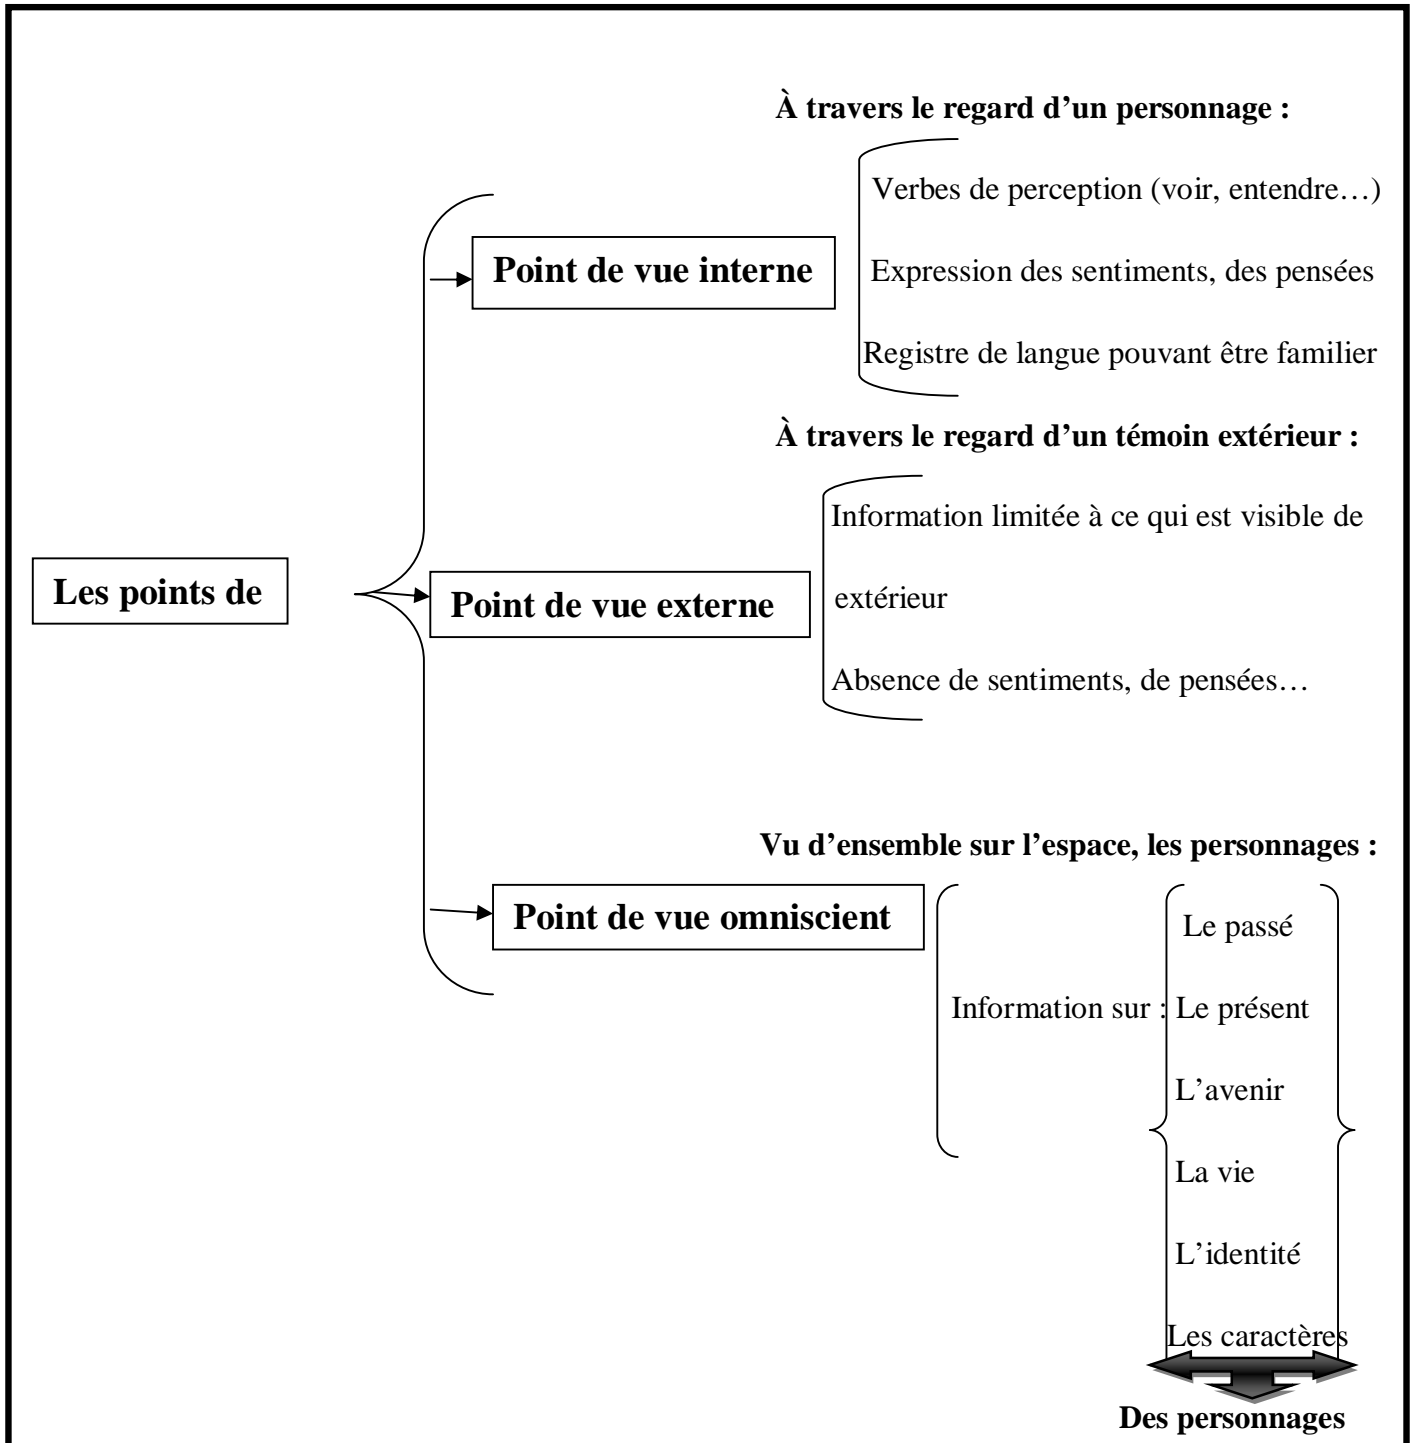 À travers le regard d’un personnage :
Verbes de perception (voir, entendre…)
Point de vue interne
Expression des sentiments, des pensées
Registre de langue pouvant être familier
À travers le regard d’un témoin extérieur :
Information limitée à ce qui est visible de
Les points de
Point de vue externe
extérieur
Absence de sentiments, de pensées…
Vu d’ensemble sur l’espace, les personnages :
Point de vue omniscient
Le passé
Information sur : Le présent
L’avenir
La vie
L’identité
Les caractères
Des personnages